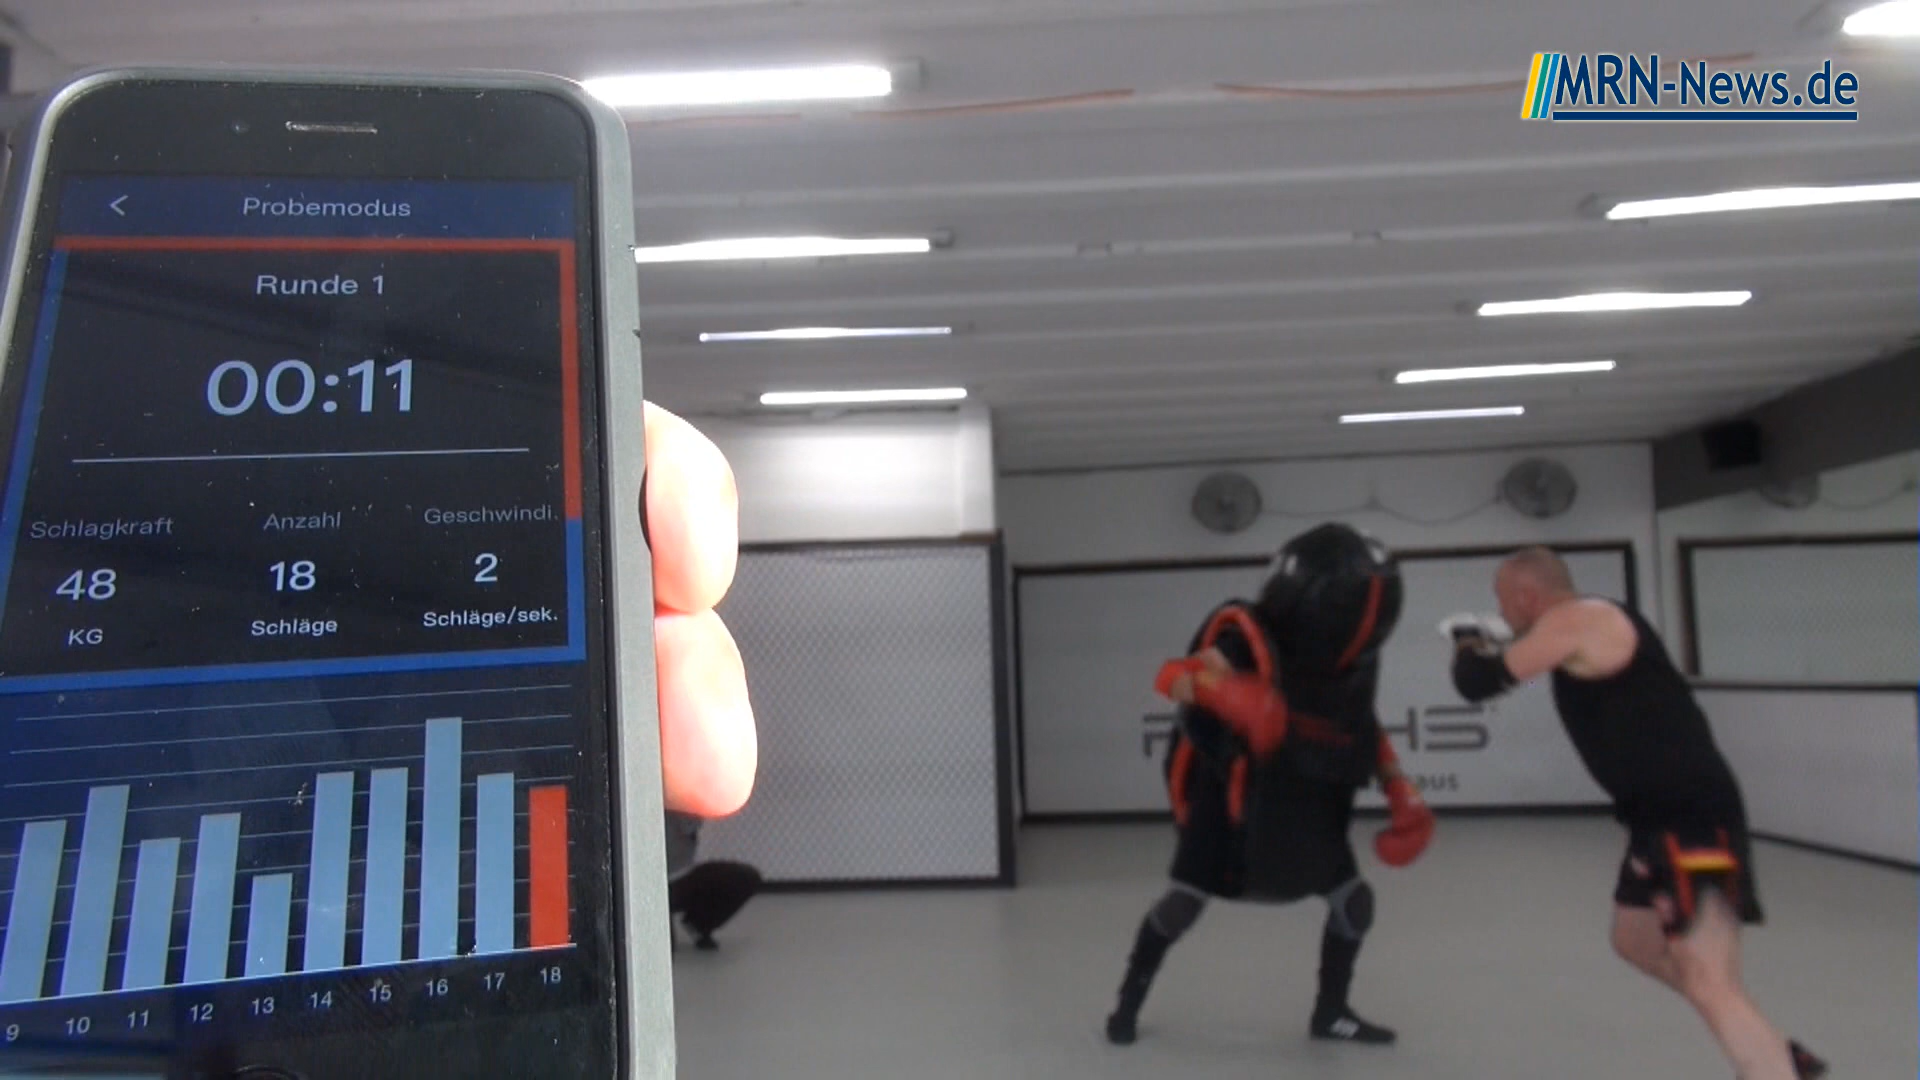 MRN-News.de
Probemodus
Runde 1
00:11
Schlagkraft Anzahl Geschwindi.
48 18 2
KG Schläge Schläge/sek.
9 10 11 12 13 14 15 16 17 18